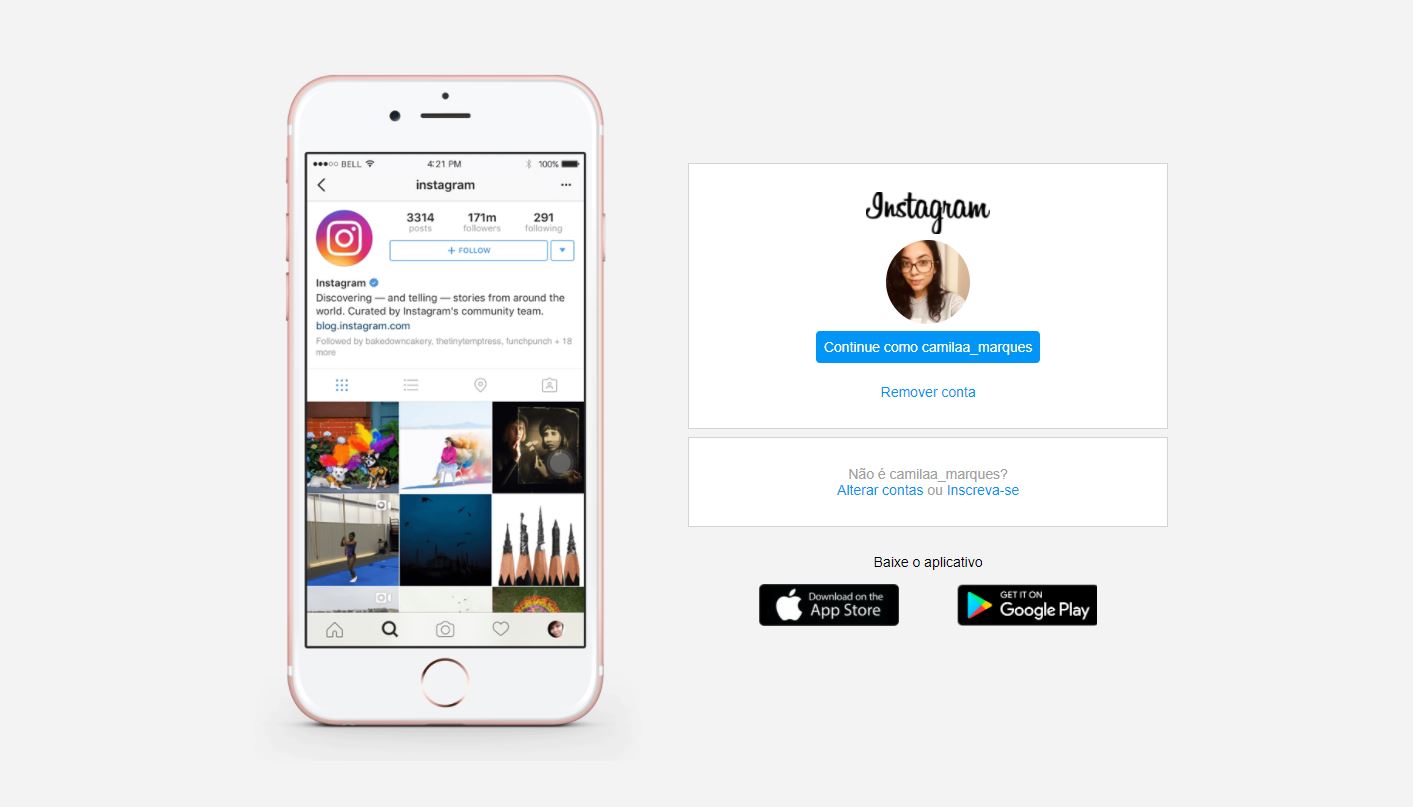 ●●●○○ BELL 4:21 PM 100%
instagram
3314 171m 291
posts followers following
+ FOLLOW
Instagram
Discovering — and telling — stories from around the
world. Curated by Instagram's community team.
blog.instagram.com
Followed by bakedowncakery, thetinytemptress, funchpunch + 18
more
Instagram
Continue como camilaa_marques
Remover conta
Não é camilaa_marques?
Alterar contas ou Inscreva-se
Baixe o aplicativo
Download on the
App Store
GET IT ON
Google Play